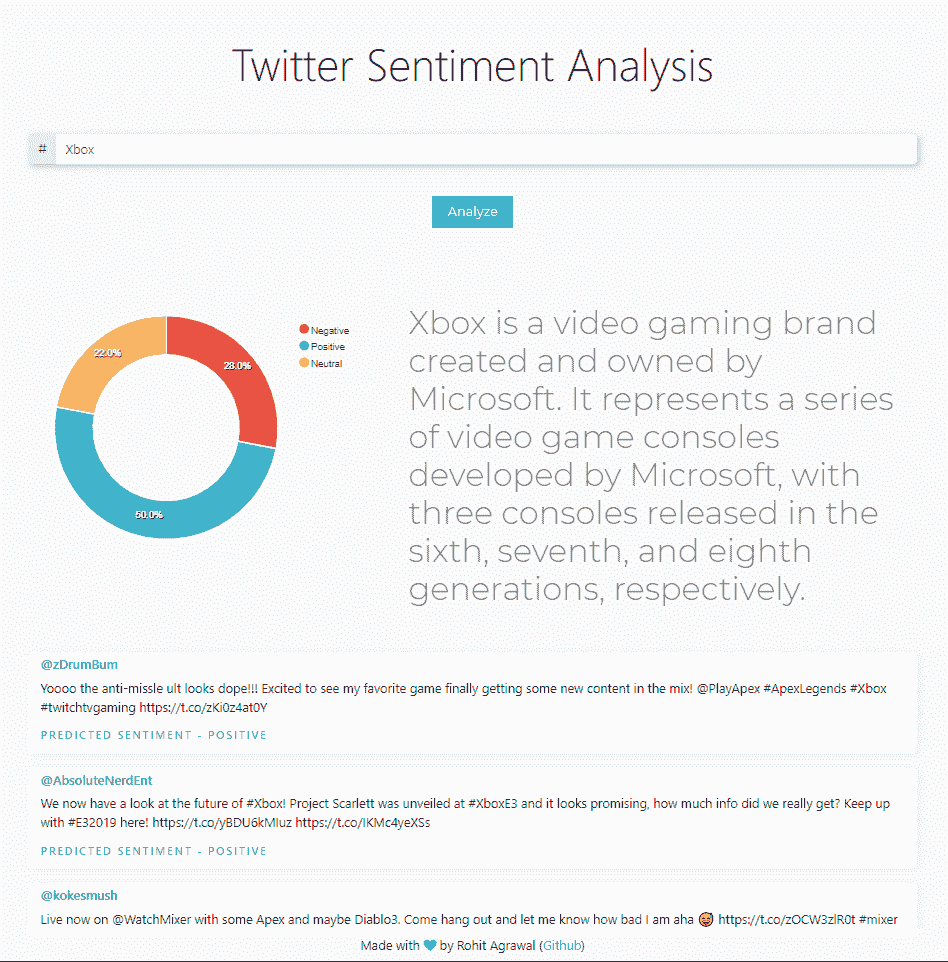 Twitter Sentiment Analysis
# Xbox
Analyze
Negative
Positive
Neutral
22.0%
28.0%
50.0%
Xbox is a video gaming brand
created and owned by
Microsoft. It represents a series
of video game consoles
developed by Microsoft, with
three consoles released in the
sixth, seventh, and eighth
generations, respectively.
@zDrumBum
Yoooo the anti-missle ult looks dope!!! Excited to see my favorite game finally getting some new content in the mix! @PlayApex #ApexLegends #Xbox
#twitchtvgaming https://t.co/zKi0z4at0Y
PREDICTED SENTIMENT - POSITIVE
@AbsoluteNerdEnt
We now have a look at the future of #Xbox! Project Scarlett was unveiled at #XboxE3 and it looks promising, how much info did we really get? Keep up
with #E32019 here! https://t.co/yBDU6kMIuz https://t.co/IKMc4yeXSs
PREDICTED SENTIMENT - POSITIVE
@kokesmush
Live now on @WatchMixer with some Apex and maybe Diablo3. Come hang out and let me know how bad I am aha 😅 https://t.co/zOCW3zlR0t #mixer
Made with ♥ by Rohit Agrawal (Github)